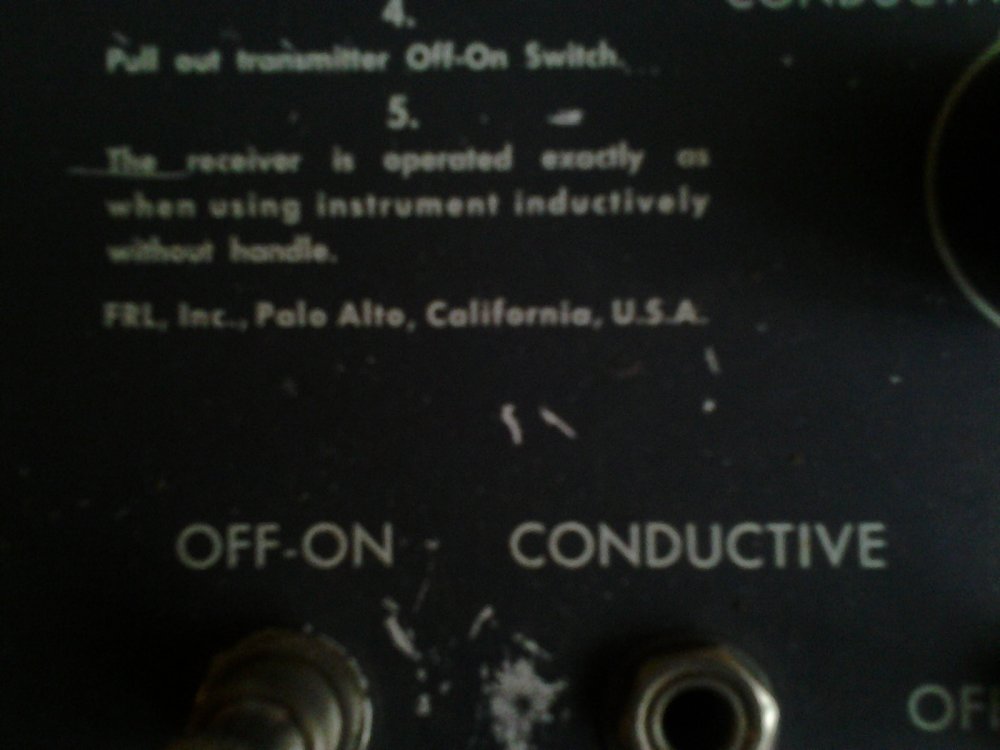 4.
Pull out transmitter Off-On Switch.
5.
The receiver is operated exactly as
when using instrument inductively
without handle.
FRL, Inc., Palo Alto, California, U.S.A.
OFF-ON CONDUCTIVE